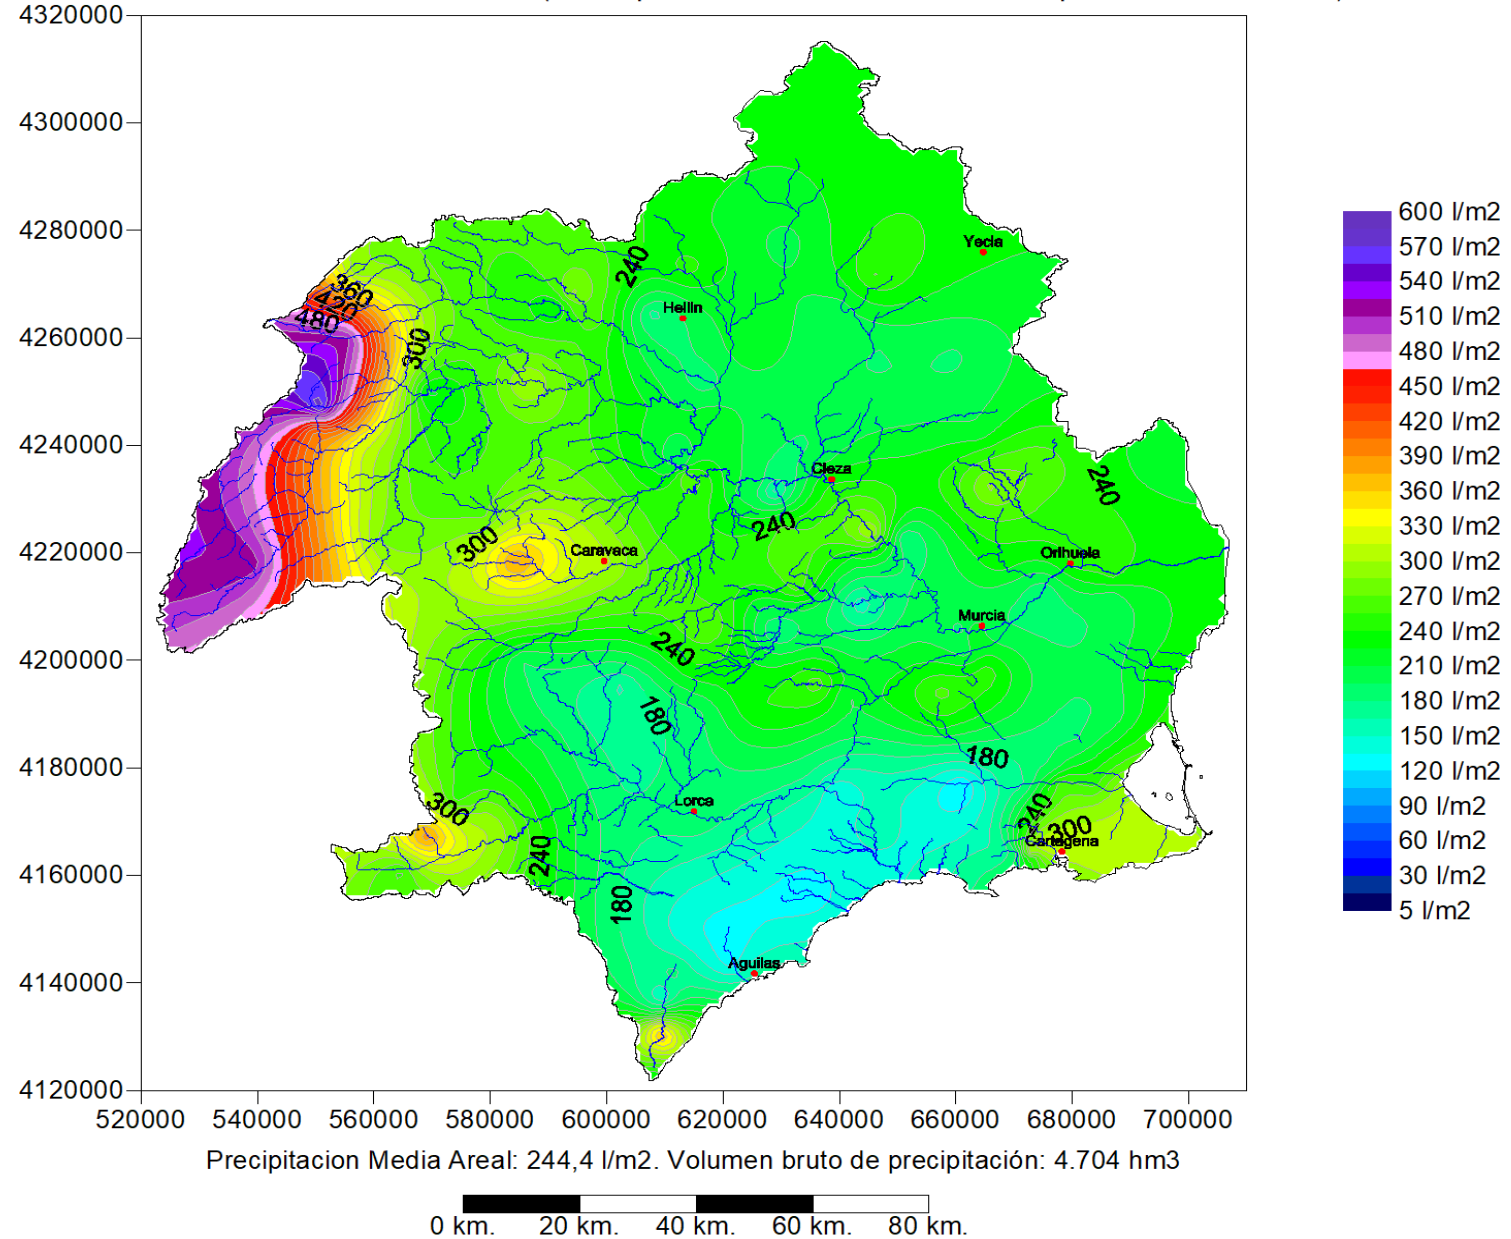 4320000
4300000
4280000
4260000
4240000
4220000
4200000
4180000
4160000
4140000
4120000
520000 540000 560000 580000 600000 620000 640000 660000 680000 700000
240
Yecla
360
420
480
300
Hellin
Cieza
240
240
300
Caravaca
Orihuela
Murcia
240
180
180
300
Lorca
240
300
Cartagena
240
180
Aguilas
600 l/m2
570 l/m2
540 l/m2
510 l/m2
480 l/m2
450 l/m2
420 l/m2
390 l/m2
360 l/m2
330 l/m2
300 l/m2
270 l/m2
240 l/m2
210 l/m2
180 l/m2
150 l/m2
120 l/m2
90 l/m2
60 l/m2
30 l/m2
5 l/m2
Precipitacion Media Areal: 244,4 l/m2. Volumen bruto de precipitación: 4.704 hm3
0 km. 20 km. 40 km. 60 km. 80 km.